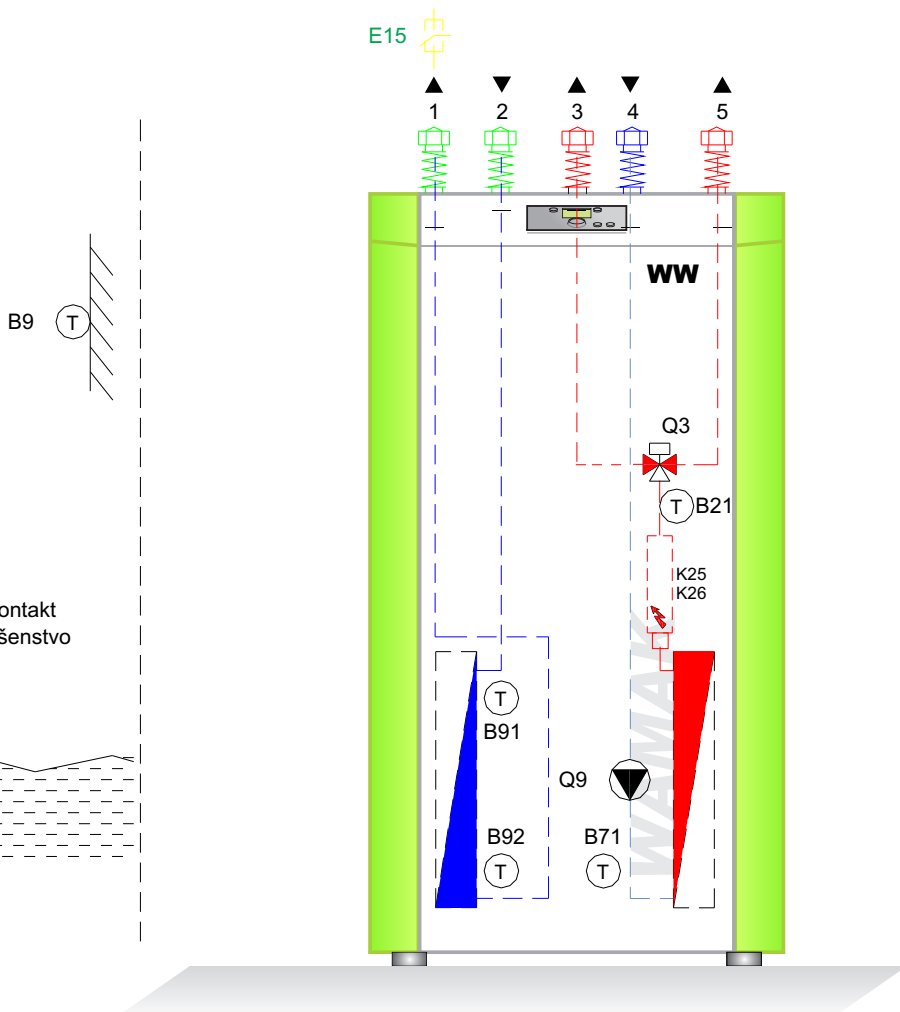 E15
1 2 3 4 5
WW
B9 T
Q3
T B21
K25
K26
ontakt
šenstvo
WAMAK
T
B91
Q9
B92 B71
T T